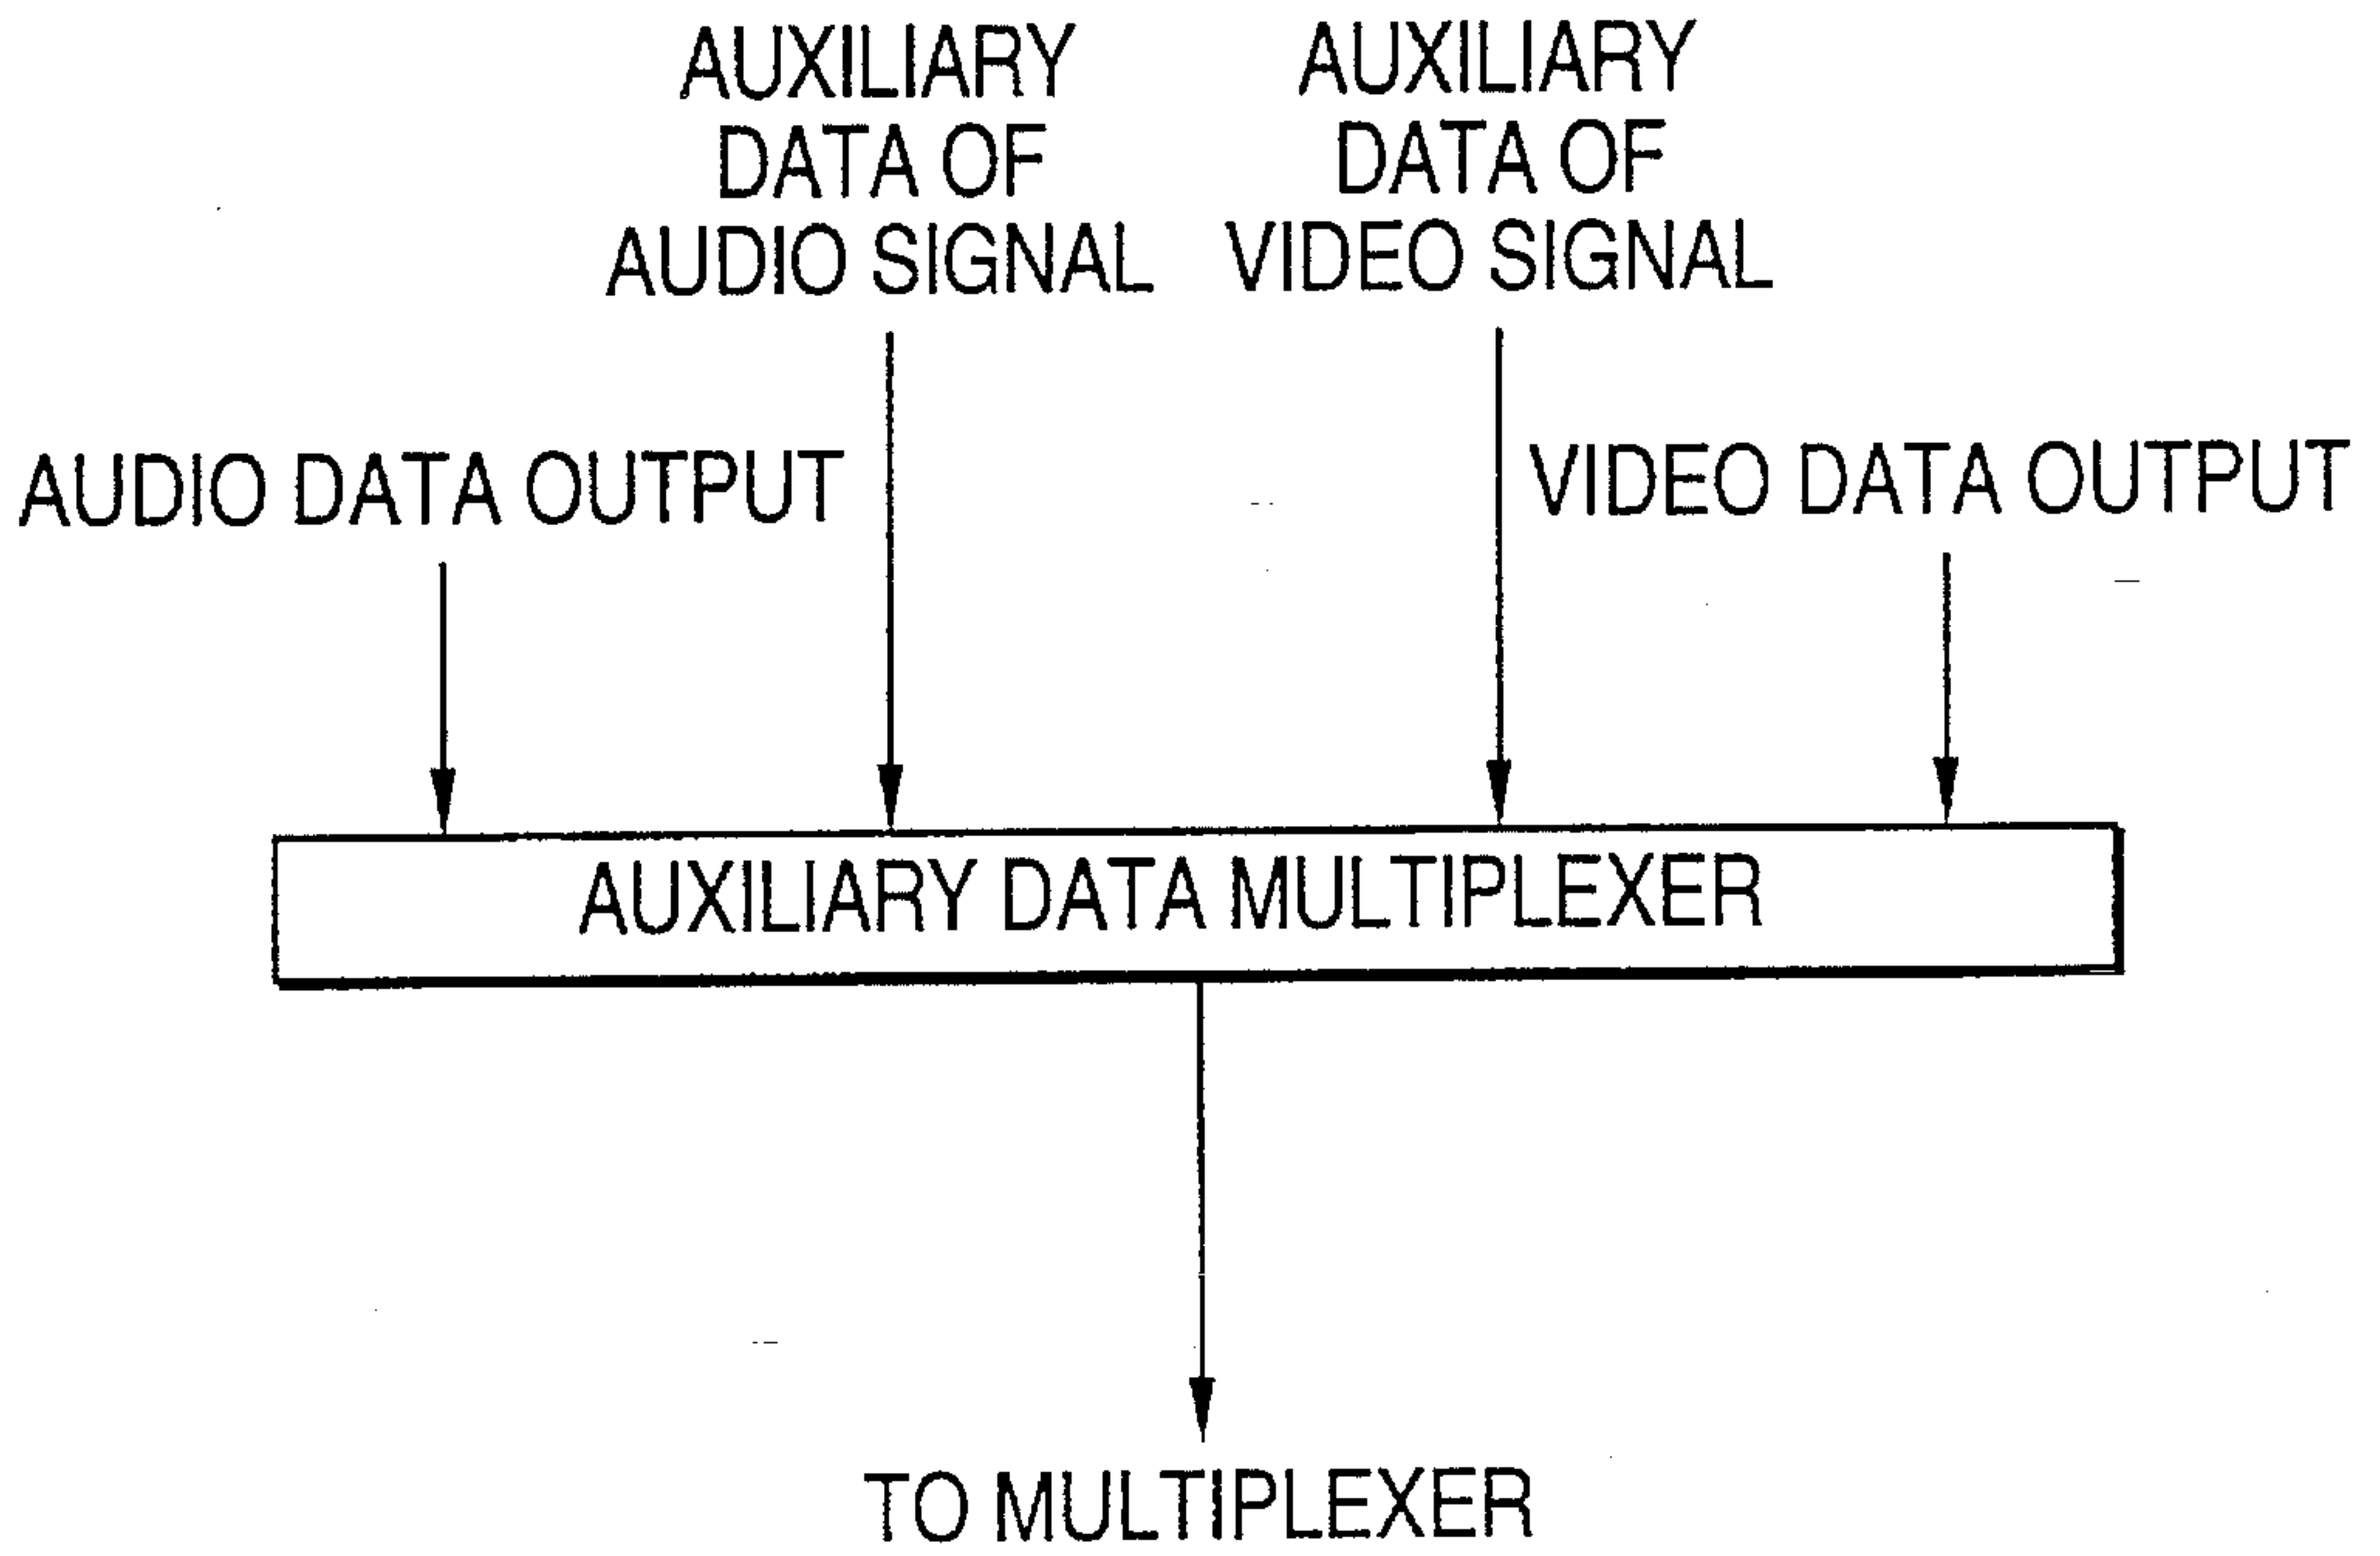 AUXILIARY
DATA OF
AUDIO SIGNAL
AUXILIARY
DATA OF
VIDEO SIGNAL
AUDIO DATA OUTPUT
VIDEO DATA OUTPUT
AUXILIARY DATA MULTIPLEXER
TO MULTIPLEXER